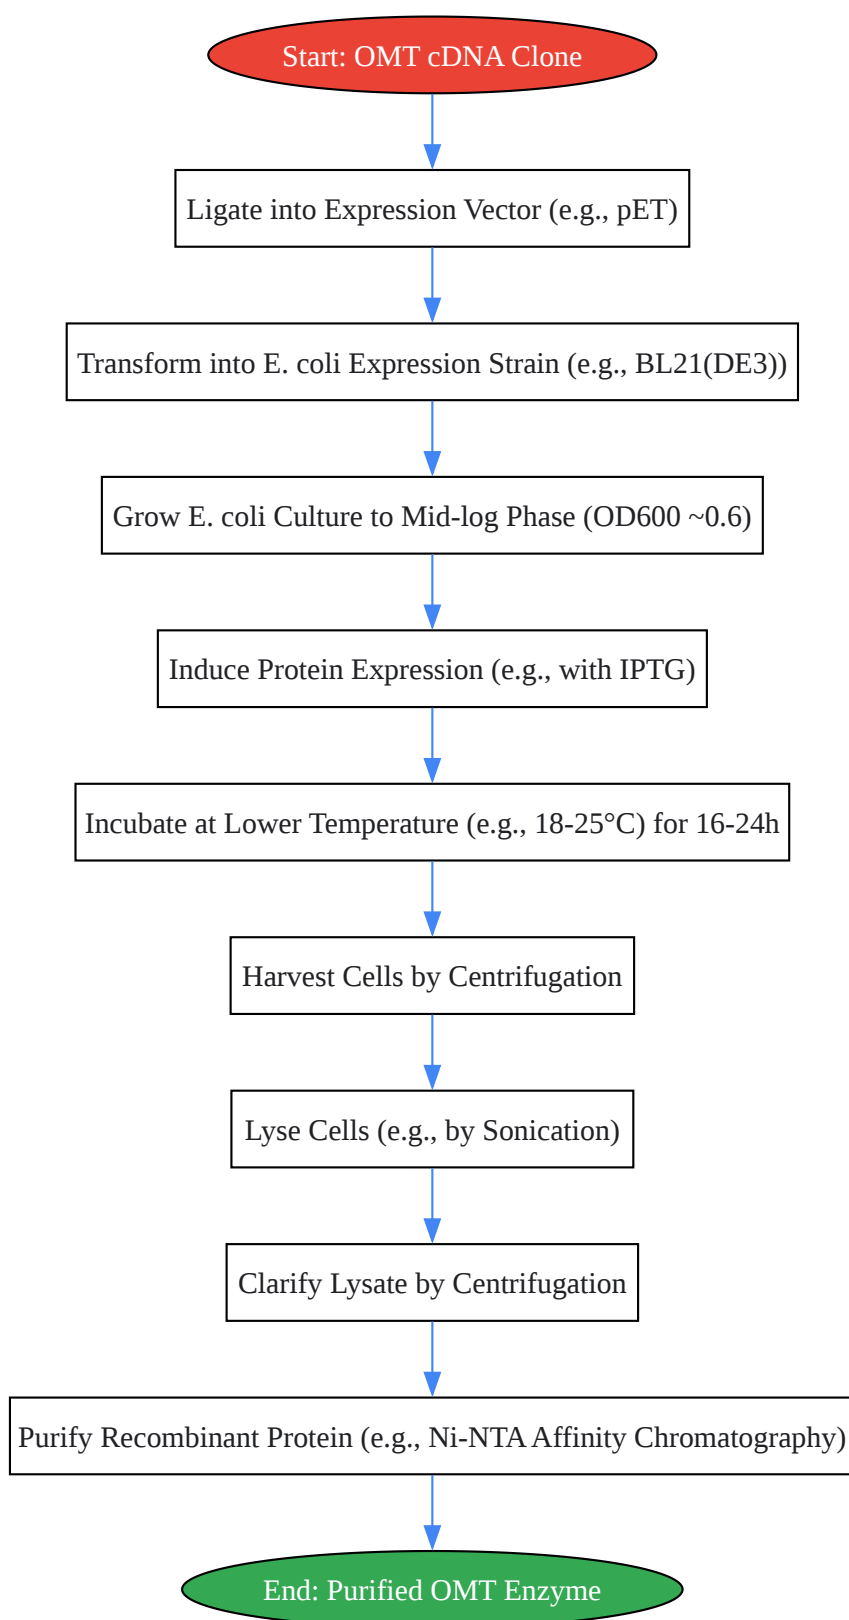 Start: OMT cDNA Clone
Ligate into Expression Vector (e.g., pET)
Transform into E. coli Expression Strain (e.g., BL21(DE3))
Grow E. coli Culture to Mid-log Phase (OD600 ~0.6)
Induce Protein Expression (e.g., with IPTG)
Incubate at Lower Temperature (e.g., 18-25°C) for 16-24h
Harvest Cells by Centrifugation
Lyse Cells (e.g., by Sonication)
Clarify Lysate by Centrifugation
Purify Recombinant Protein (e.g., Ni-NTA Affinity Chromatography)
End: Purified OMT Enzyme